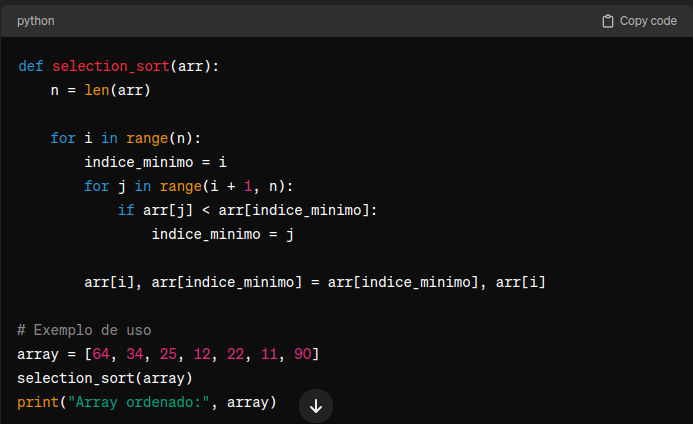 python
Copy code
def selection_sort(arr):
    n = len(arr)
    for i in range(n):
        indice_minimo = i
        for j in range(i + 1, n):
            if arr[j] < arr[indice_minimo]:
                indice_minimo = j
        arr[i], arr[indice_minimo] = arr[indice_minimo], arr[i]
# Exemplo de uso
array = [64, 34, 25, 12, 22, 11, 90]
selection_sort(array)
print("Array ordenado:", array)